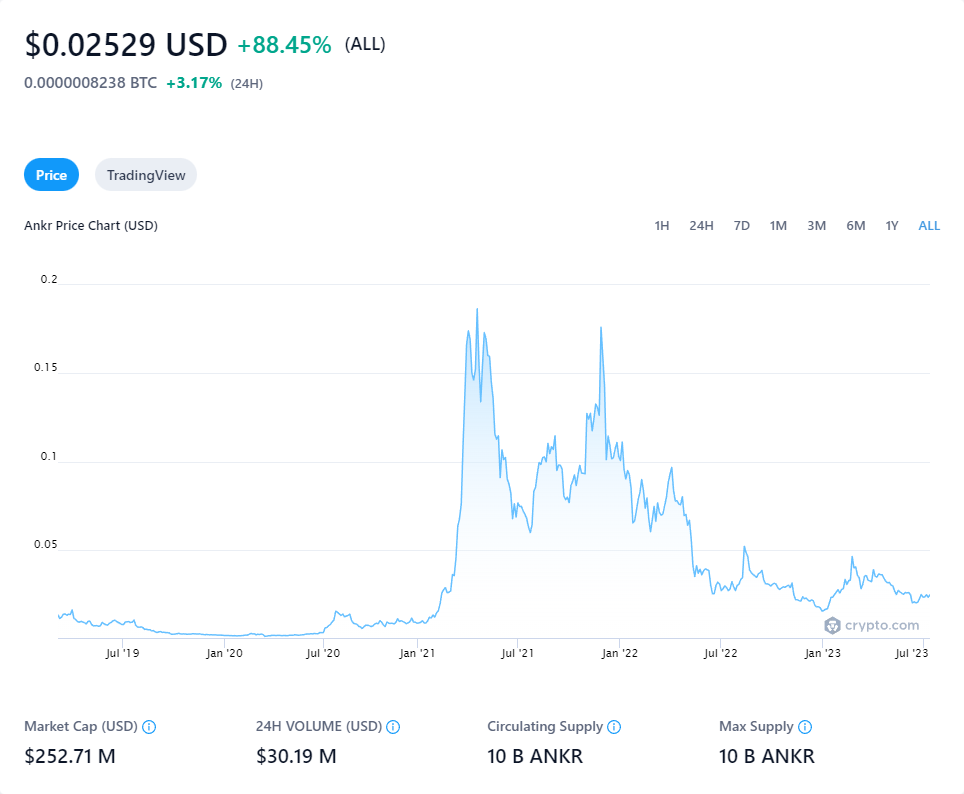 $0.02529 USD +88.45% (ALL)
0.0000008238 BTC +3.17% (24H)
Price TradingView
Ankr Price Chart (USD) 1H 24H 7D 1M 3M 6M 1Y ALL
0.2
0.15
0.1
0.05
crypto.com
Jul '19 Jan '20 Jul '20 Jan '21 Jul '21 Jan '22 Jul '22 Jan '23 Jul '23
Market Cap (USD) 24H VOLUME (USD) Circulating Supply Max Supply
$252.71 M $30.19 M 10 B ANKR 10 B ANKR